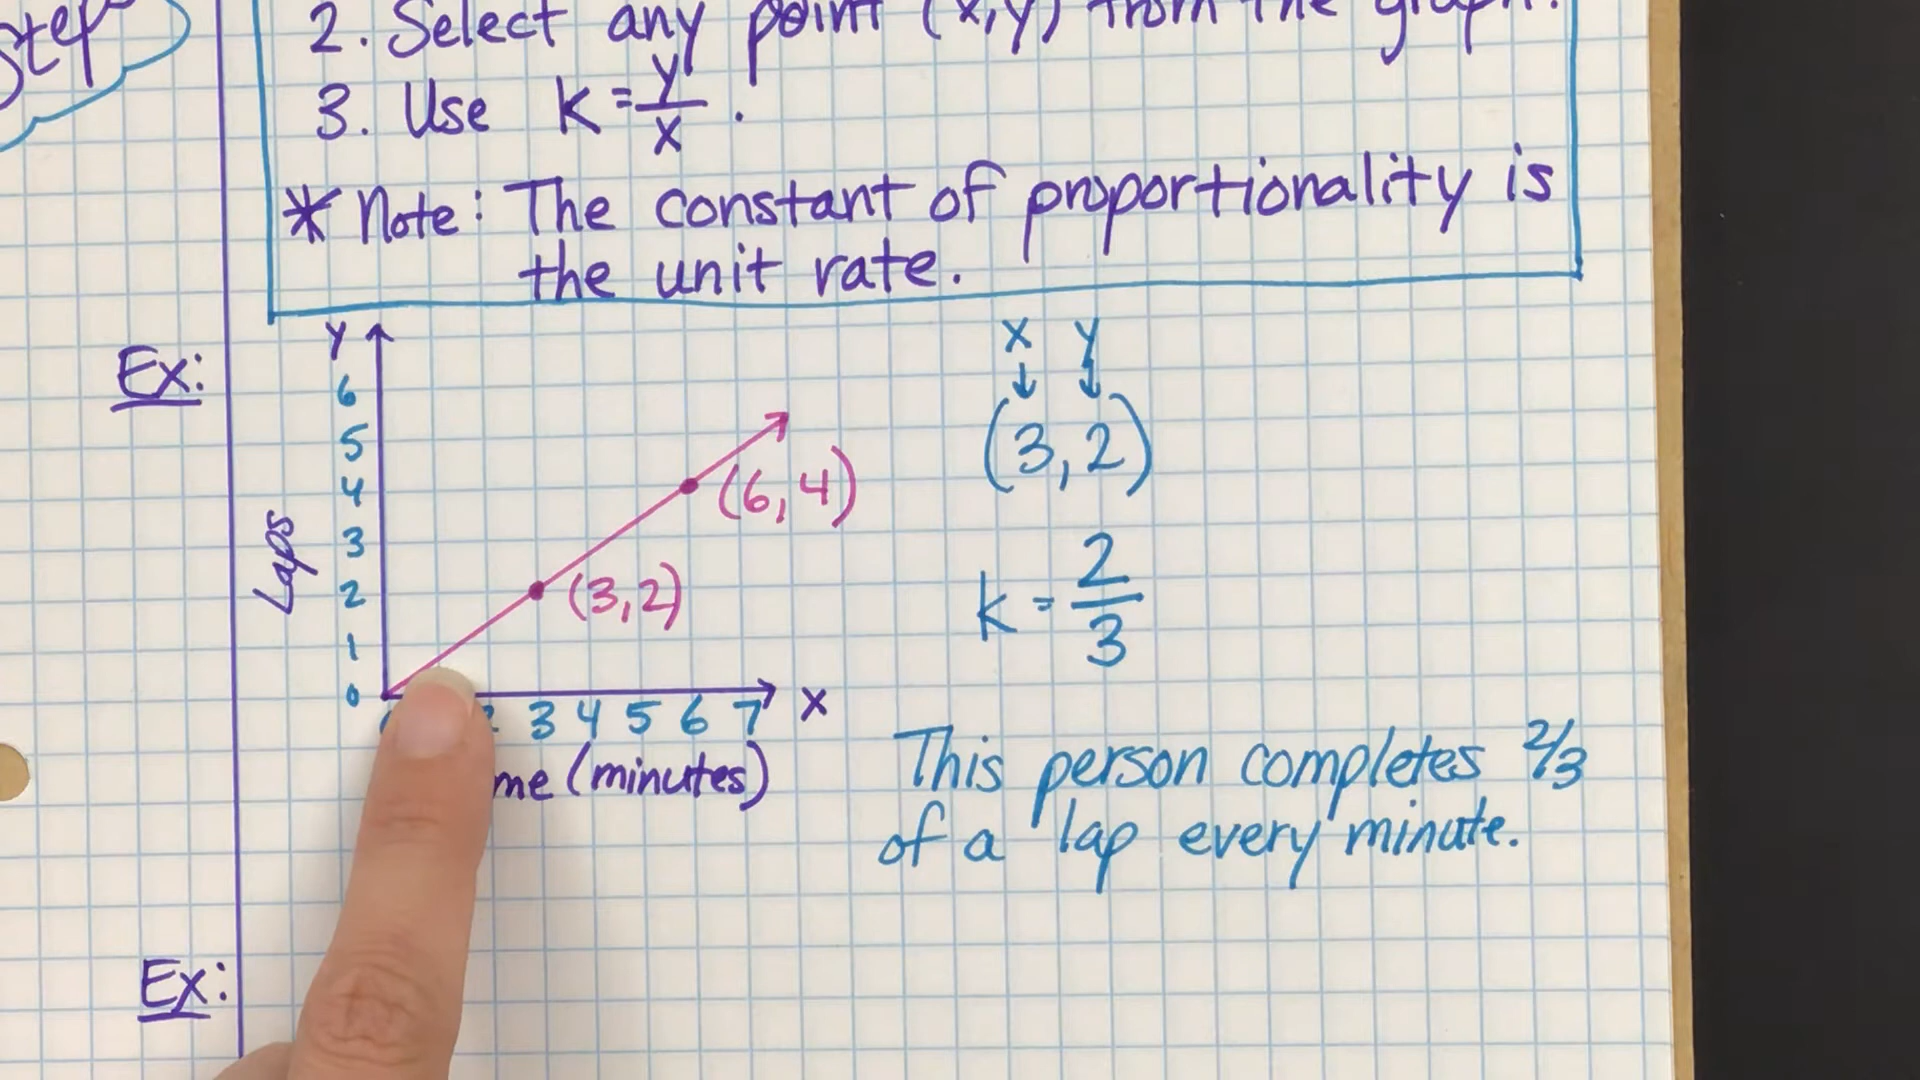 step
2. Select any point (x,y) from the graph.
3. Use k = y/x.
* Note: The constant of proportionality is
the unit rate.
Ex:
y
6
5
4
3
2
1
0
Laps
(6,4)
(3,2)
3 4 5 6 7 x
(minutes)
x y
(3,2)
k = 2/3
This person completes 2/3
of a lap every minute.
Ex: